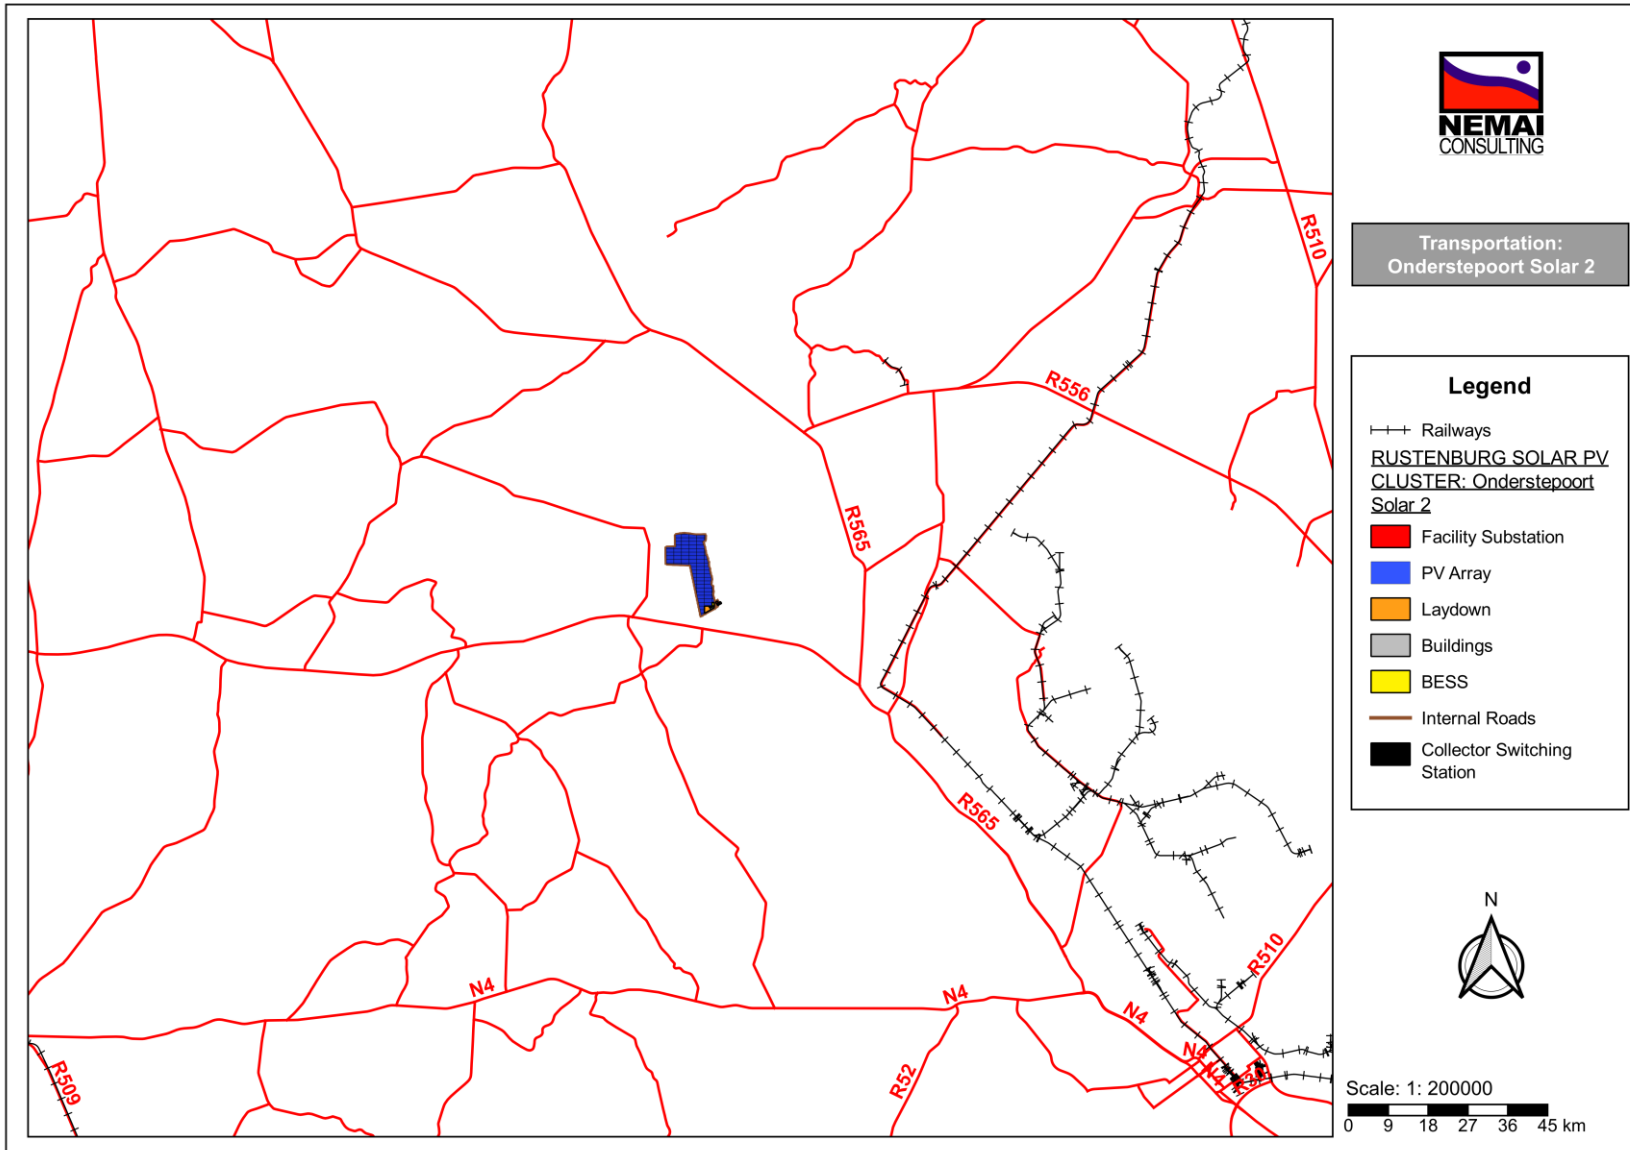 NEMAI
CONSULTING
Transportation:
Onderstepoort Solar 2
Legend
Railways
RUSTENBURG SOLAR PV
CLUSTER: Onderstepoort
Solar 2
Facility Substation
PV Array
Laydown
Buildings
BESS
Internal Roads
Collector Switching
Station
N
Scale: 1: 200000
0 9 18 27 36 45 km
R510
R556
R565
R565
R510
N4
N4
N4
N4
N4
R52
R509